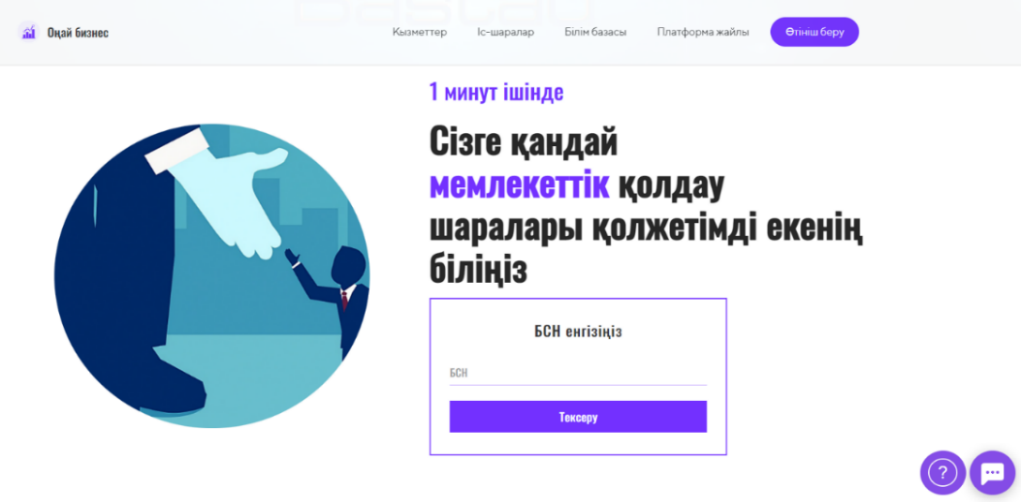 Оңай бизнес
Қызметтер
Іс-шаралар
Білім базасы
Платформа жайлы
Өтініш беру
1 минут ішінде
Сізге қандай
мемлекеттік қолдау
шаралары қолжетімді екенің
біліңіз
БСН енгізіңіз
БСН
Тексеру
?